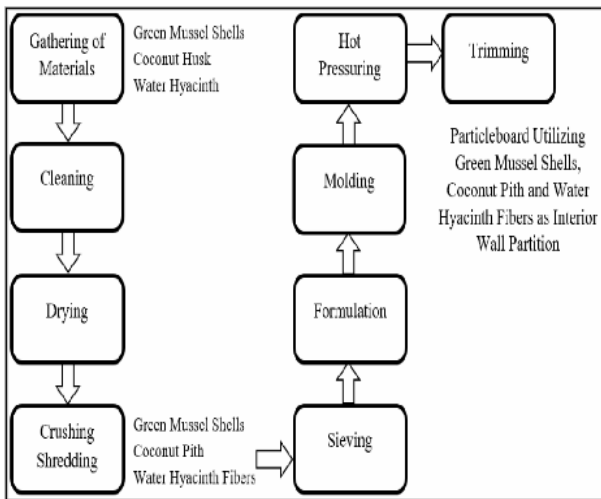 Gathering of
Materials
Green Mussel Shells
Coconut Husk
Water Hyacinth
Cleaning
Drying
Crushing
Shredding
Green Mussel Shells
Coconut Pith
Water Hyacinth Fibers
Sieving
Formulation
Molding
Hot
Pressuring
Trimming
Particleboard Utilizing
Green Mussel Shells,
Coconut Pith and Water
Hyacinth Fibers as Interior
Wall Partition